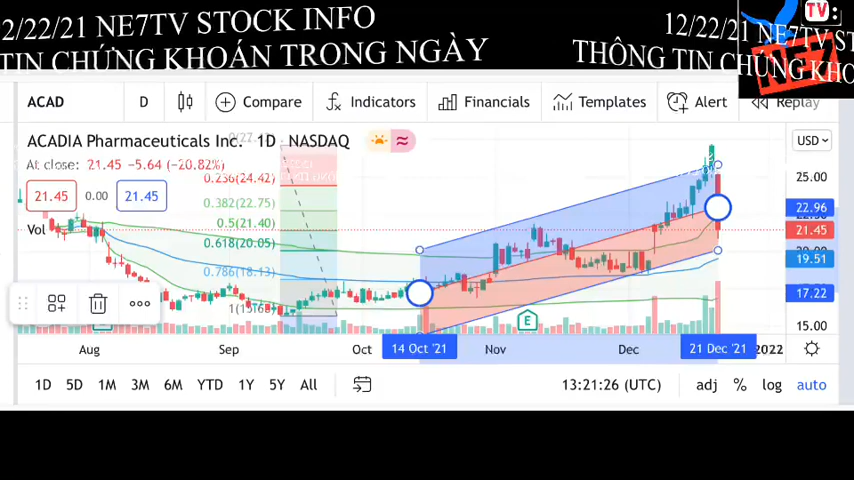 2/22/21 NE7TV STOCK INFO
TIN CHỨNG KHOÁN TRONG NGÀY
12/22/21 NE7TV S
THÔNG TIN CHỨNG KHO
TV:
NE7
ACAD
D
Compare
Indicators
Financials
Templates
Alert
Replay
ACADIA Pharmaceuticals Inc. 1D NASDAQ
USD
At close: 21.45 −5.64 (−20.82%)
21.45 0.00 21.45
Vol
0.236(24.42)
0.382(22.75)
0.5(21.40)
0.618(20.05)
0.786(18.13)
25.00
22.96
21.45
19.51
17.22
15.00
E
Aug Sep Oct 14 Oct '21 Nov Dec 21 Dec '21 2022
1D 5D 1M 3M 6M YTD 1Y 5Y All
13:21:26 (UTC)
adj % log auto